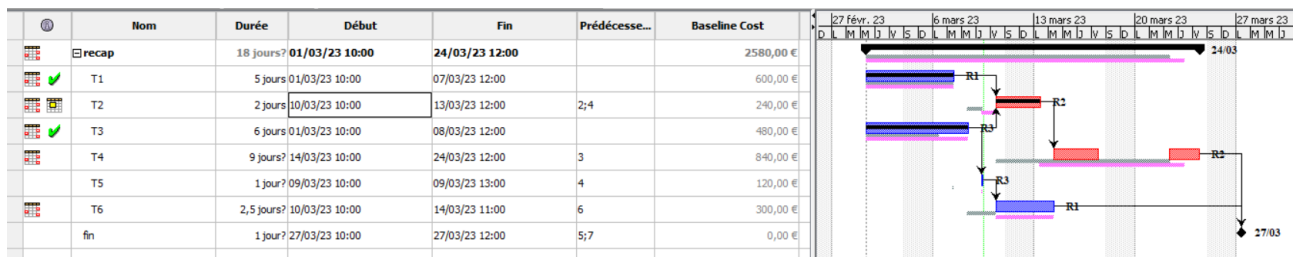 Nom Durée Début Fin Prédécesse... Baseline Cost
27 févr. 23 6 mars 23 13 mars 23 20 mars 23 27 mars 23
D L M M J V S D L M M J V S D L M M J V S D L M M J V S D L M M J
recap 18 jours? 01/03/23 10:00 24/03/23 12:00 2580,00 € 24/03
T1 5 jours 01/03/23 10:00 07/03/23 12:00 600,00 € R1
T2 2 jours 10/03/23 10:00 13/03/23 12:00 2;4 240,00 € R2
T3 6 jours 01/03/23 10:00 08/03/23 12:00 480,00 € R3
T4 9 jours? 14/03/23 10:00 24/03/23 12:00 3 840,00 € R2
T5 1 jour? 09/03/23 10:00 09/03/23 13:00 4 120,00 € R3
T6 2,5 jours? 10/03/23 10:00 14/03/23 11:00 6 300,00 € R1
fin 1 jour? 27/03/23 10:00 27/03/23 12:00 5;7 0,00 € 27/03